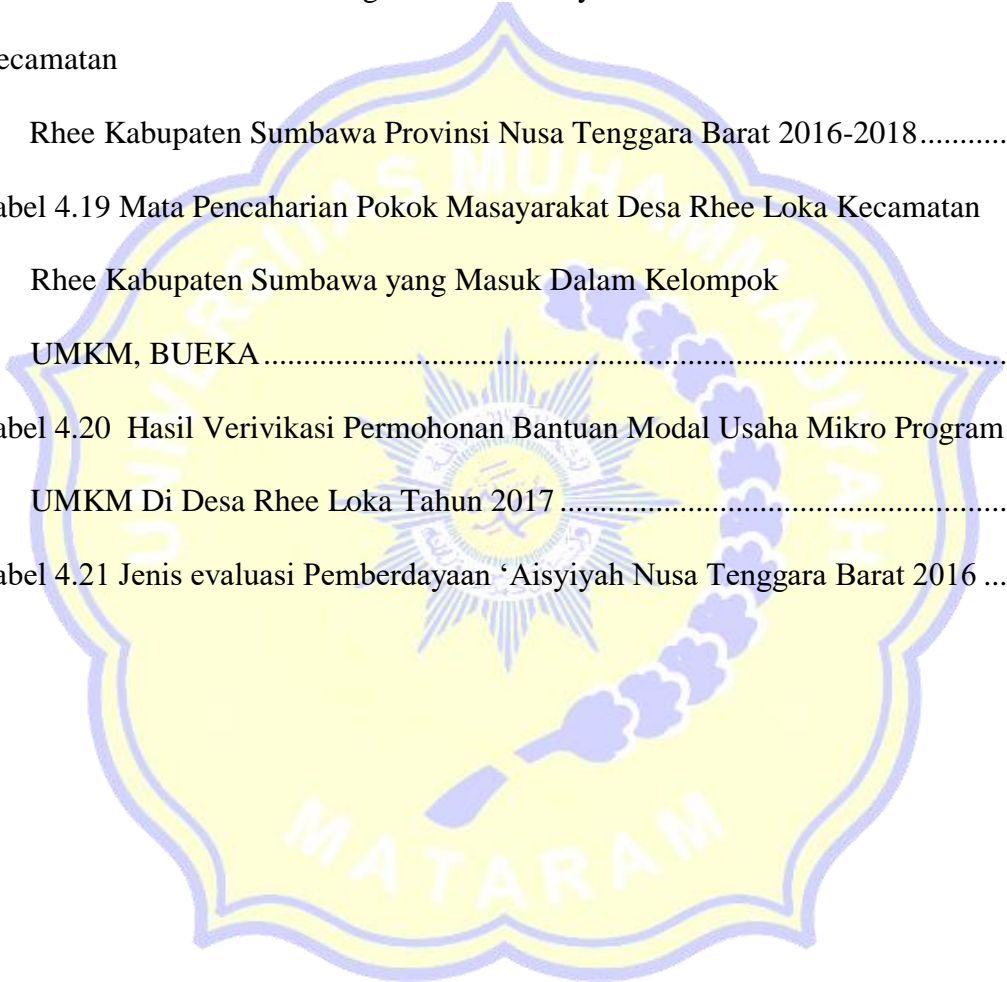 ecamatan
Rhee Kabupaten Sumbawa Provinsi Nusa Tenggara Barat 2016-2018...........
abel 4.19 Mata Pencaharian Pokok Masayarakat Desa Rhee Loka Kecamatan
Rhee Kabupaten Sumbawa yang Masuk Dalam Kelompok
UMKM, BUEKA................................................................................
abel 4.20  Hasil Verivikasi Permohonan Bantuan Modal Usaha Mikro Program
UMKM Di Desa Rhee Loka Tahun 2017................................................
abel 4.21 Jenis evaluasi Pemberdayaan ‘Aisyiyah Nusa Tenggara Barat 2016 ...
UNIVERSITAS MUHAMMADIYAH
MATARAM